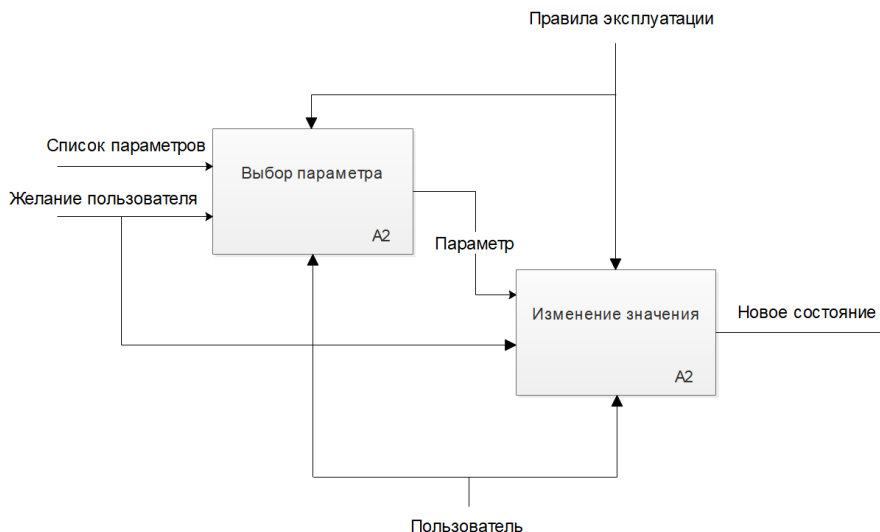 Правила эксплуатации
Список параметров
Выбор параметра
Желание пользователя
A2
Параметр
Новое состояние
Изменение значения
A2
Пользователь